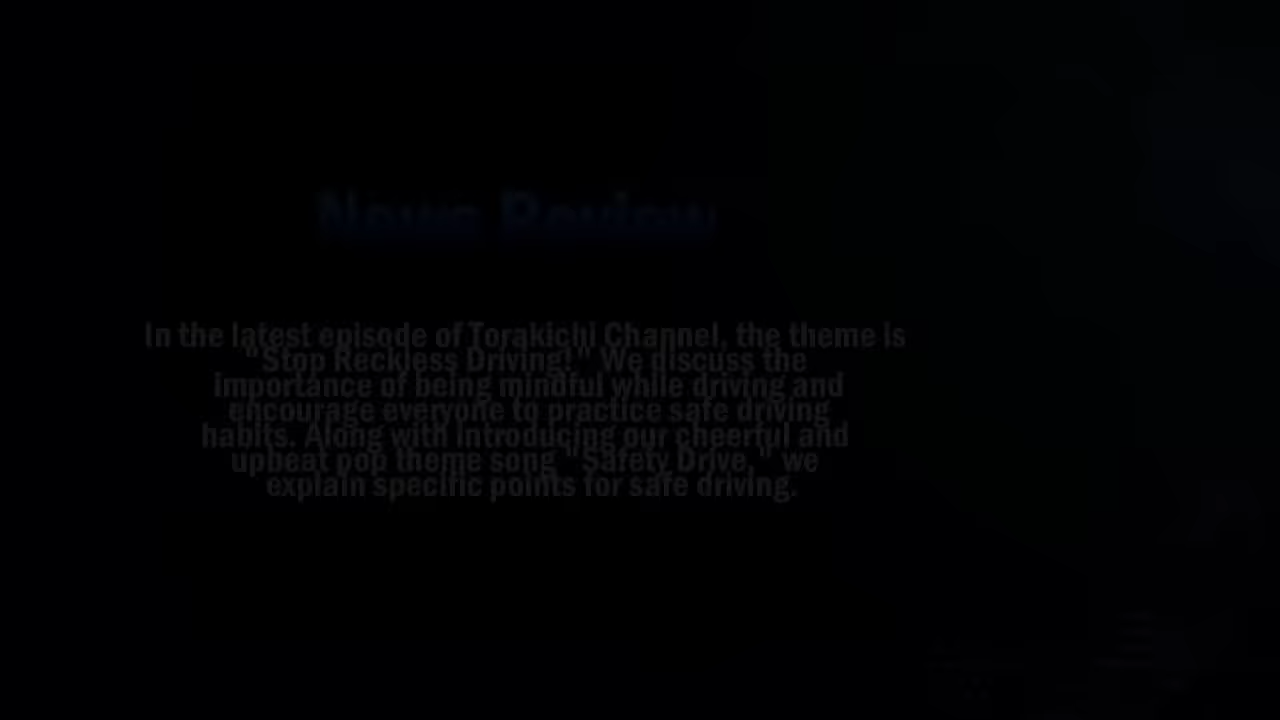 News Review
In the latest episode of Torakichi Channel, the theme is
"Stop Reckless Driving!" We discuss the
importance of being mindful while driving and
encourage everyone to practice safe driving
habits. Along with introducing our cheerful and
upbeat pop theme song "Safety Drive," we
explain specific points for safe driving.